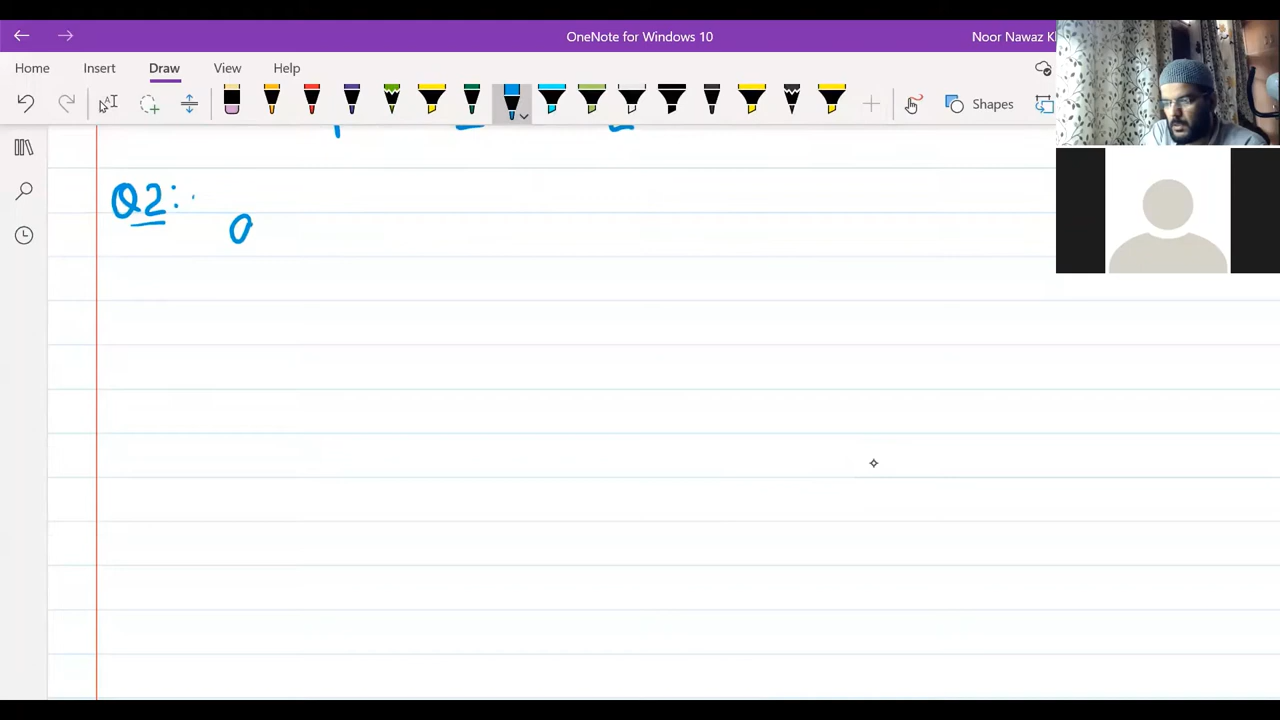 OneNote for Windows 10
Noor Nawaz K
Home Insert Draw View Help
Shapes
Q2:
0